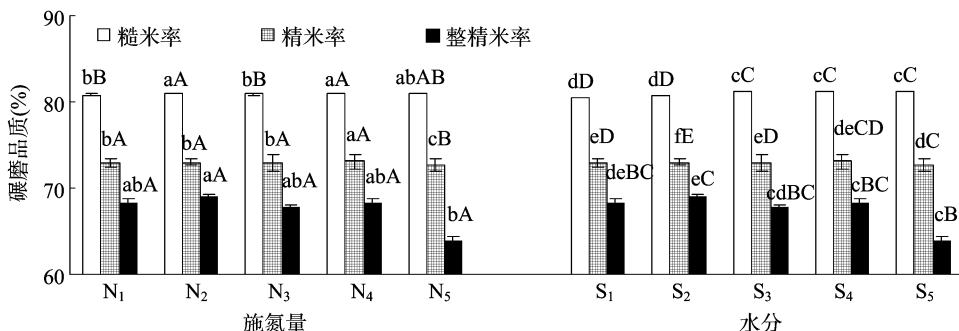 90
80
70
60
碾磨品质(%)
糙米率 精米率 整精米率
bB aA bB aA abAB dD dD cC cC cC
bA bA bA aA cB eD fE eD deCD dC
abA aA abA abA bA deBC eC cdBC cBC cB
N₁ N₂ N₃ N₄ N₅ S₁ S₂ S₃ S₄ S₅
施氮量 水分